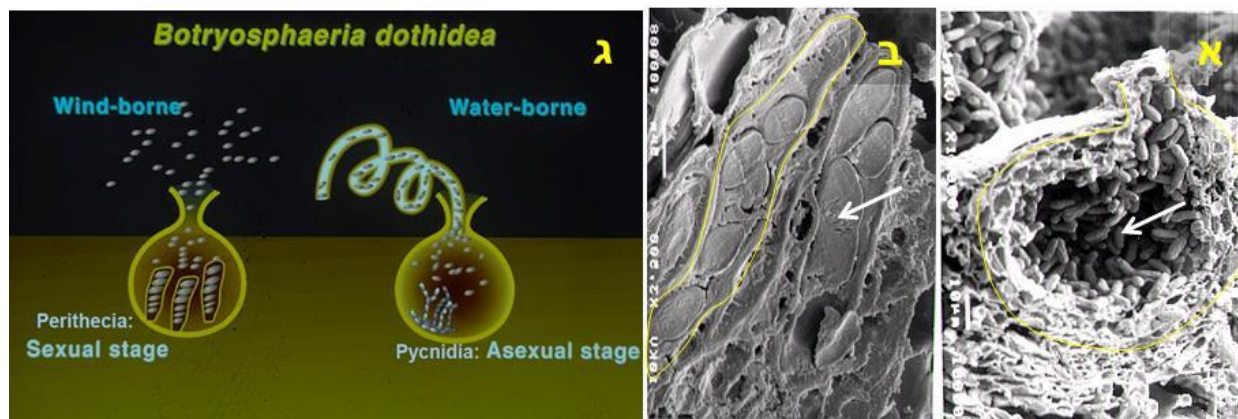 Botryosphaeria dothidea
ג
Wind-borne
Water-borne
Perithecia:
Sexual stage
Pycnidia: Asexual stage
ב
א